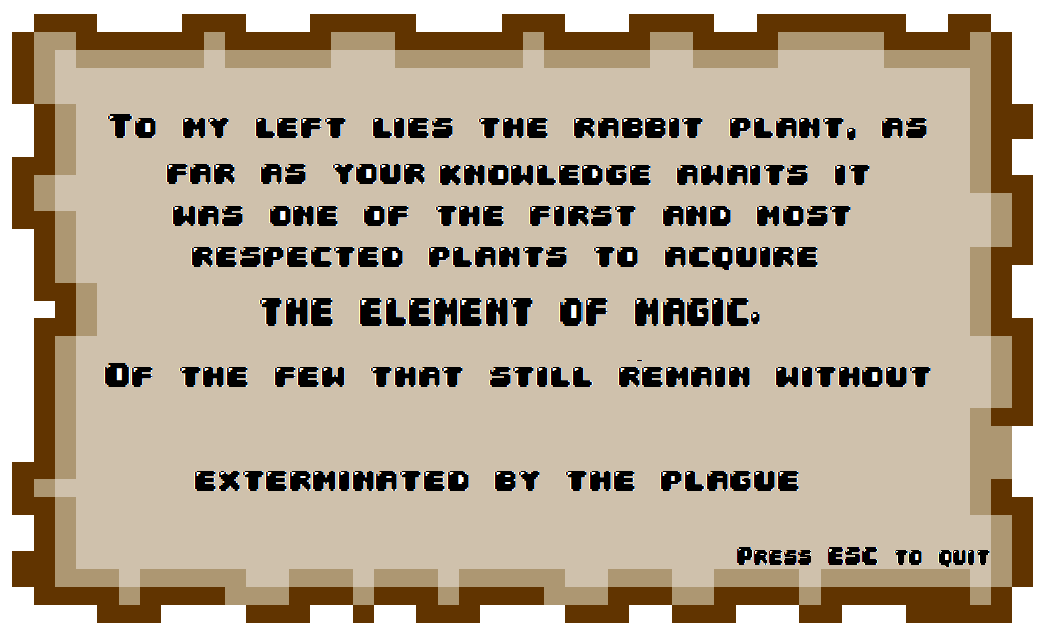 To my left lies the rabbit plant, as
far as your knowledge awaits it
was one of the first and most
respected plants to acquire
THE ELEMENT OF MAGIC.
Of the few that still remain without
exterminated by the plague
Press ESC to quit